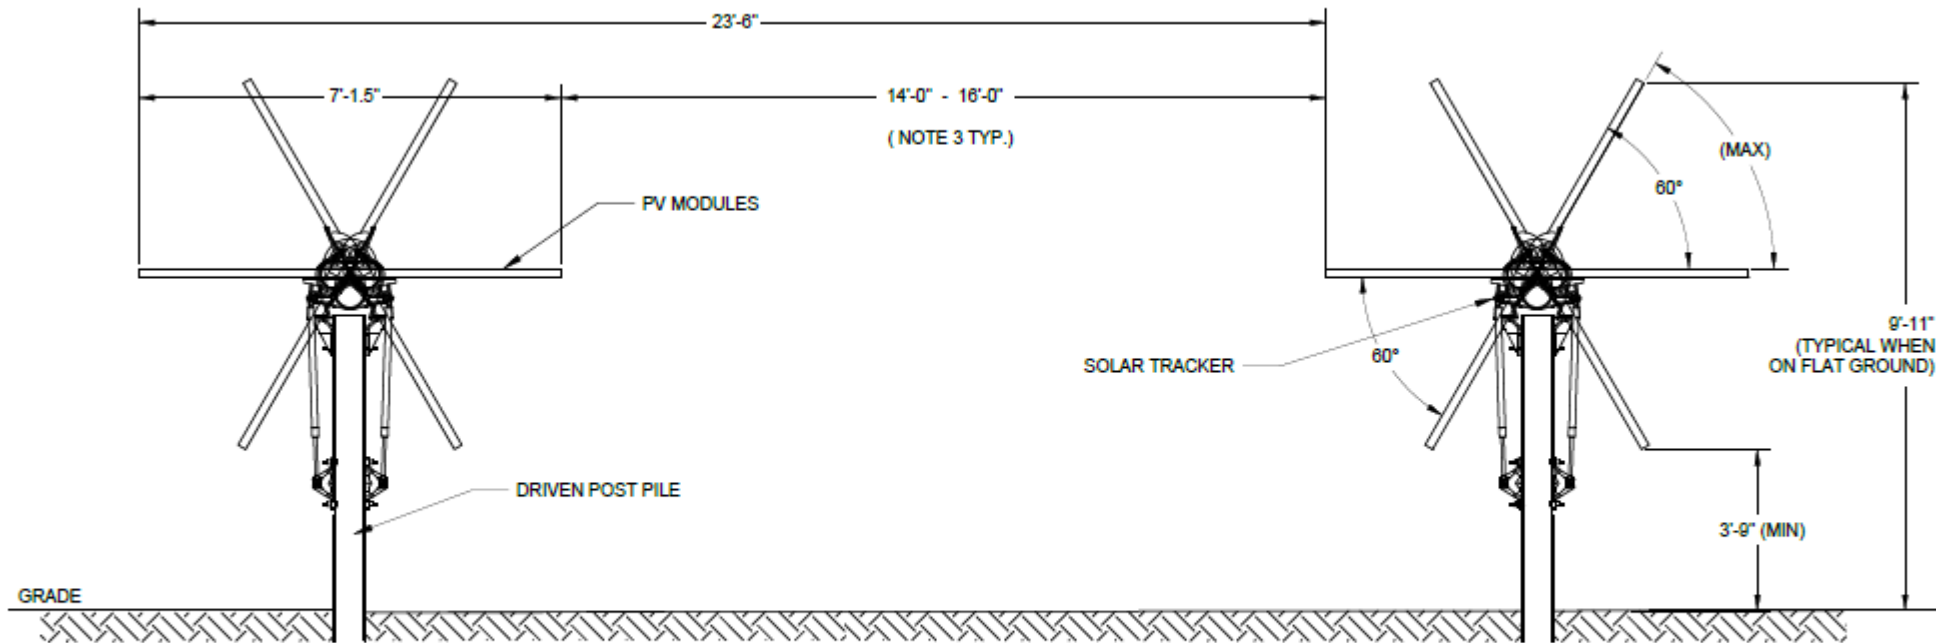 23'-6"
7'-1.5"
14'-0" - 16'-0"
( NOTE 3 TYP.)
(MAX)
60°
PV MODULES
9'-11"
(TYPICAL WHEN
ON FLAT GROUND)
60°
SOLAR TRACKER
DRIVEN POST PILE
3'-9" (MIN)
GRADE